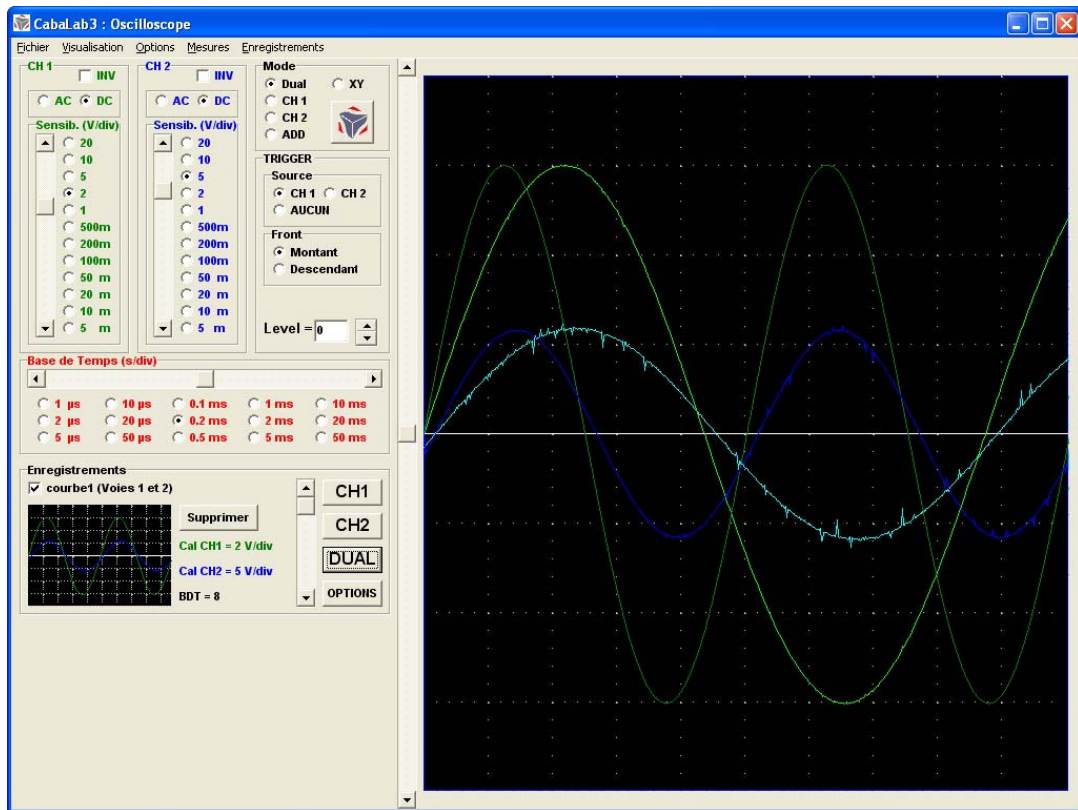 CabaLab3 : Oscilloscope
Fichier Visualisation Options Mesures Enregistrements
CH 1
INV
AC DC
Sensib. (V/div)
20
10
5
2
1
500m
200m
100m
50 m
20 m
10 m
5 m
CH 2
INV
AC DC
Sensib. (V/div)
20
10
5
2
1
500m
200m
100m
50 m
20 m
10 m
5 m
Mode
Dual XY
CH 1
CH 2
ADD
TRIGGER
Source
CH 1 CH 2
AUCUN
Front
Montant
Descendant
Level = 0
Base de Temps (s/div)
1 µs 10 µs 0.1 ms 1 ms 10 ms
2 µs 20 µs 0.2 ms 2 ms 20 ms
5 µs 50 µs 0.5 ms 5 ms 50 ms
Enregistrements
courbe1 (Voies 1 et 2)
Supprimer
Cal CH1 = 2 V/div
Cal CH2 = 5 V/div
BDT = 8
CH1
CH2
DUAL
OPTIONS